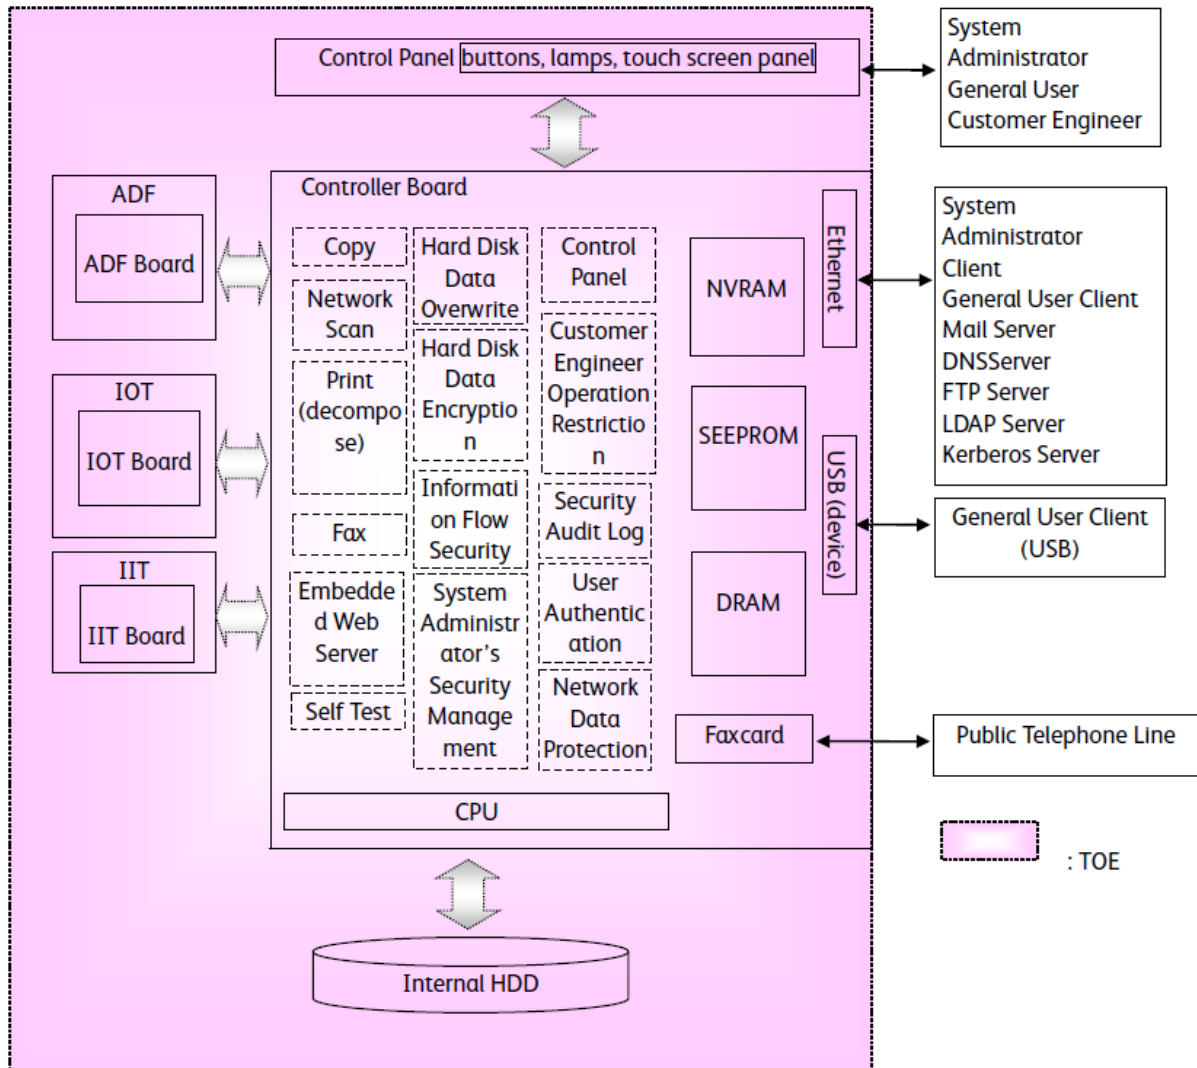 Control Panel buttons, lamps, touch screen panel
System
Administrator
General User
Customer Engineer
ADF
ADF Board
IOT
IOT Board
IIT
IIT Board
Controller Board
Copy
Network
Scan
Print
(decompo
se)
Fax
Embedde
d Web
Server
Self Test
Hard Disk
Data
Overwrite
Hard Disk
Data
Encryptio
n
Informati
on Flow
Security
System
Administr
ator's
Security
Manage
ment
Control
Panel
Customer
Engineer
Operation
Restrictio
n
Security
Audit Log
User
Authentic
ation
Network
Data
Protection
NVRAM
SEEPROM
DRAM
Faxcard
Ethernet
USB (device)
CPU
Internal HDD
System
Administrator
Client
General User Client
Mail Server
DNSServer
FTP Server
LDAP Server
Kerberos Server
General User Client
(USB)
Public Telephone Line
: TOE